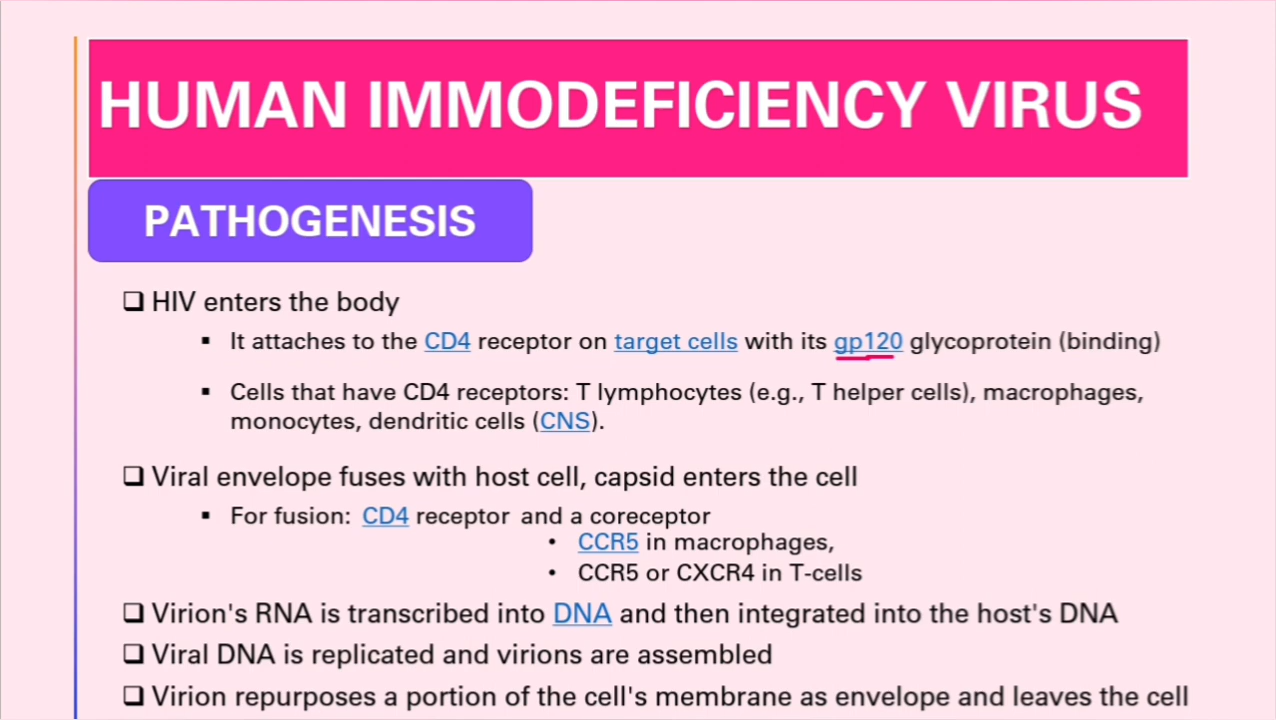 HUMAN IMMODEFICIENCY VIRUS
PATHOGENESIS
❑ HIV enters the body
▪ It attaches to the CD4 receptor on target cells with its gp120 glycoprotein (binding)
▪ Cells that have CD4 receptors: T lymphocytes (e.g., T helper cells), macrophages,
monocytes, dendritic cells (CNS).
❑ Viral envelope fuses with host cell, capsid enters the cell
▪ For fusion: CD4 receptor and a coreceptor
• CCR5 in macrophages,
• CCR5 or CXCR4 in T-cells
❑ Virion's RNA is transcribed into DNA and then integrated into the host's DNA
❑ Viral DNA is replicated and virions are assembled
❑ Virion repurposes a portion of the cell's membrane as envelope and leaves the cell